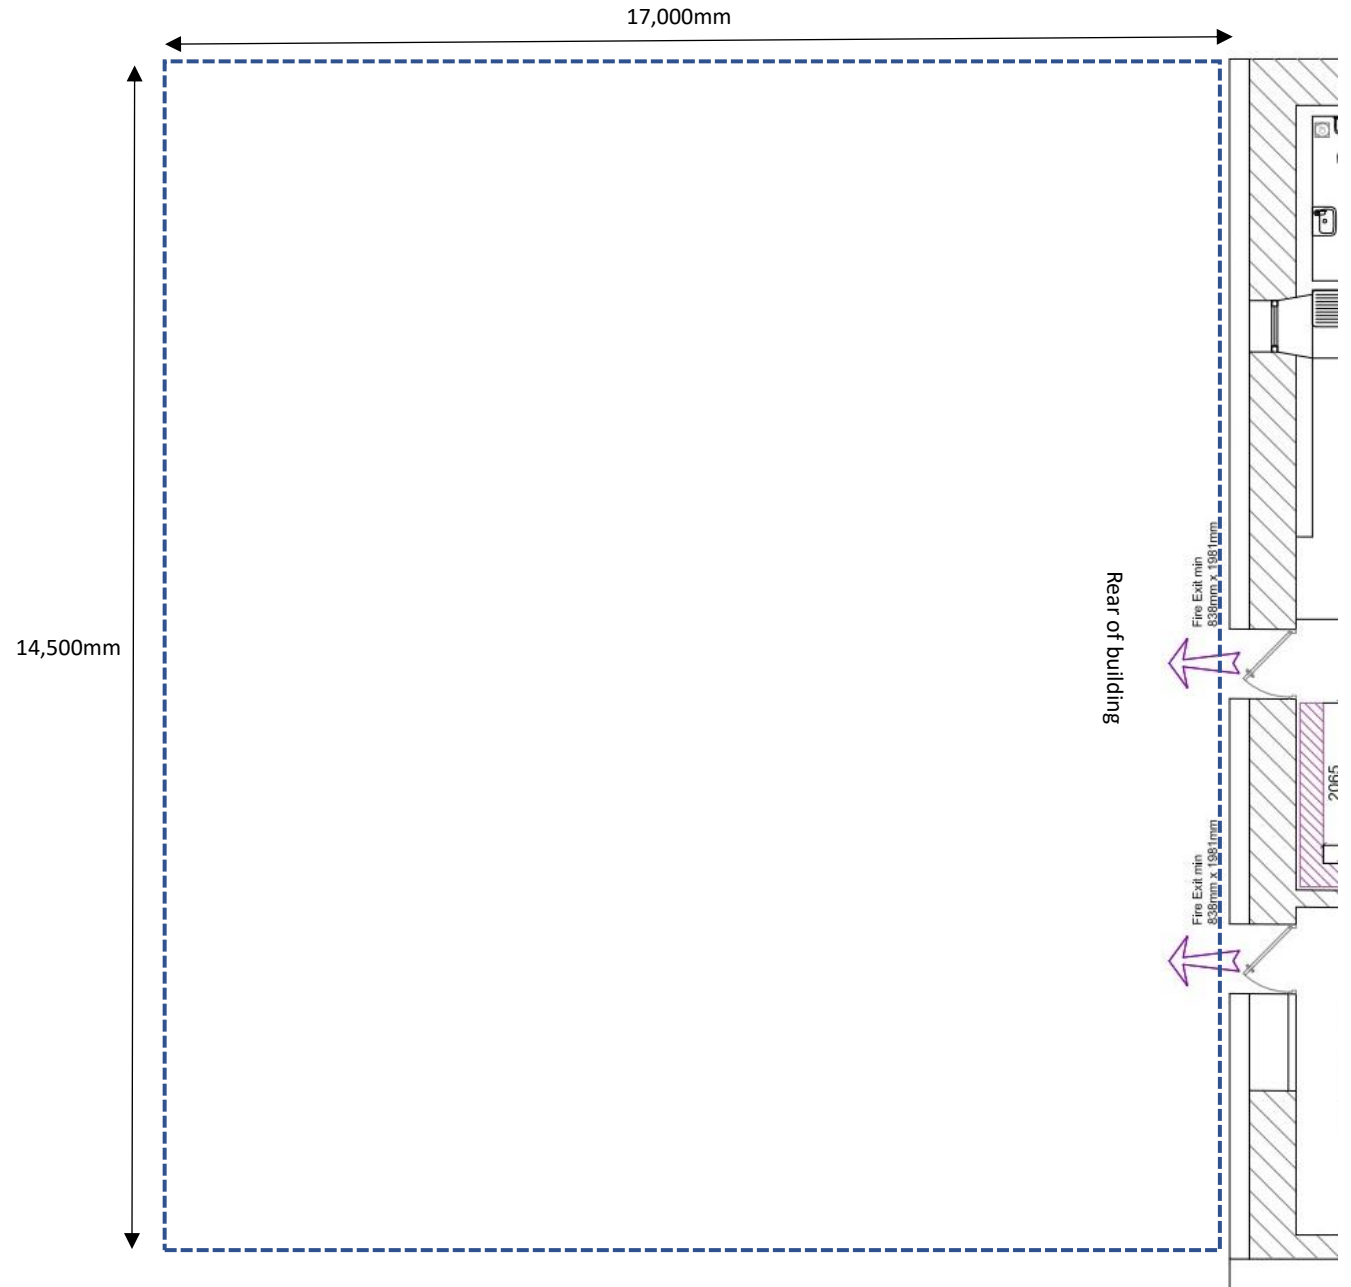 17,000mm
14,500mm
Rear of building
Fire Exit min
838mm x 1981mm
2065
Fire Exit min
838mm x 1981mm